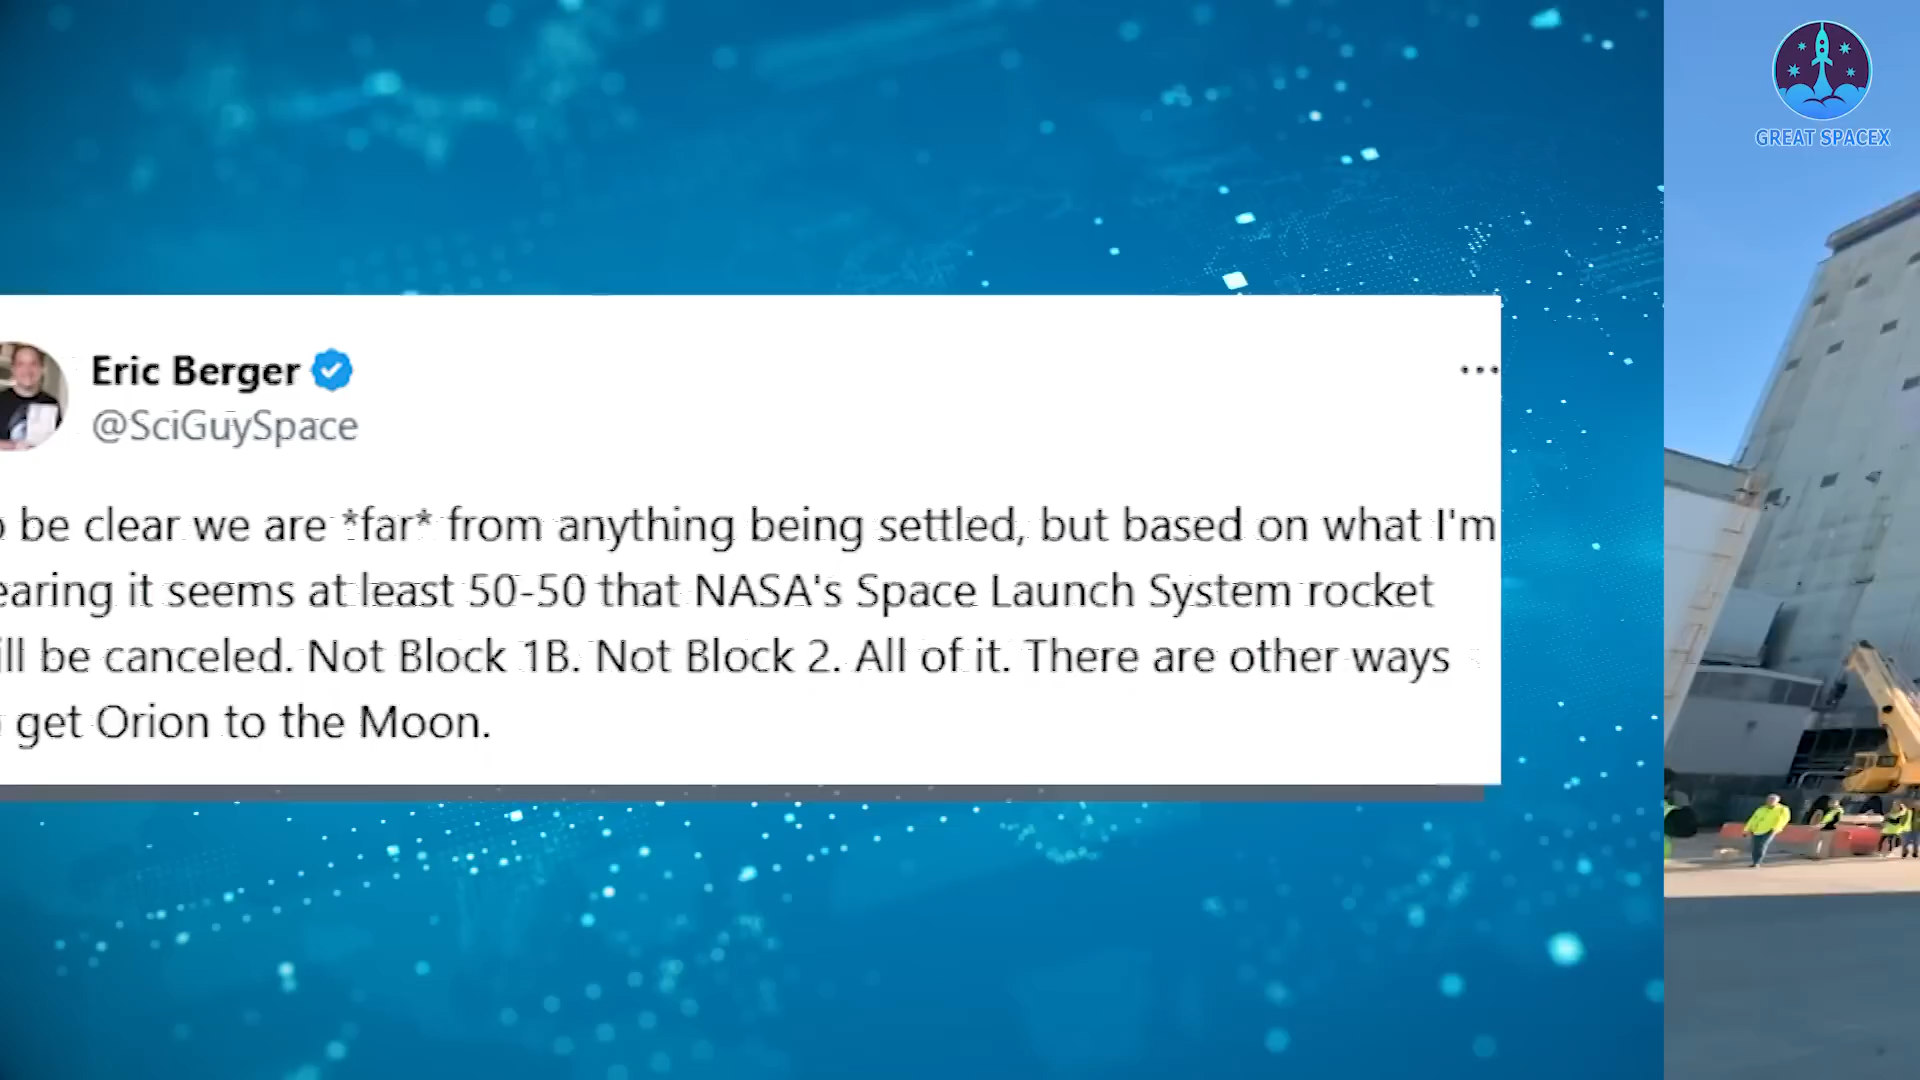 GREAT SPACEX
Eric Berger
@SciGuySpace
be clear we are *far* from anything being settled, but based on what I'm
earing it seems at least 50-50 that NASA's Space Launch System rocket
ill be canceled. Not Block 1B. Not Block 2. All of it. There are other ways
get Orion to the Moon.